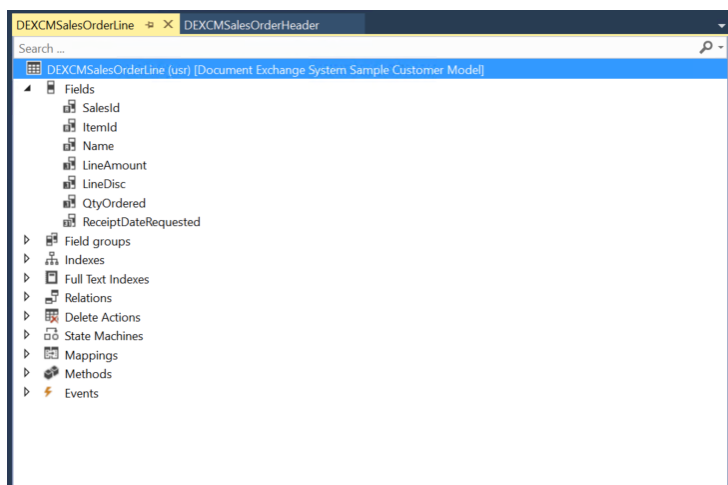 DEXCMSalesOrderLine DEXCMSalesOrderHeader
Search ...
DEXCMSalesOrderLine (usr) [Document Exchange System Sample Customer Model]
Fields
SalesId
ItemId
Name
LineAmount
LineDisc
QtyOrdered
ReceiptDateRequested
Field groups
Indexes
Full Text Indexes
Relations
Delete Actions
State Machines
Mappings
Methods
Events